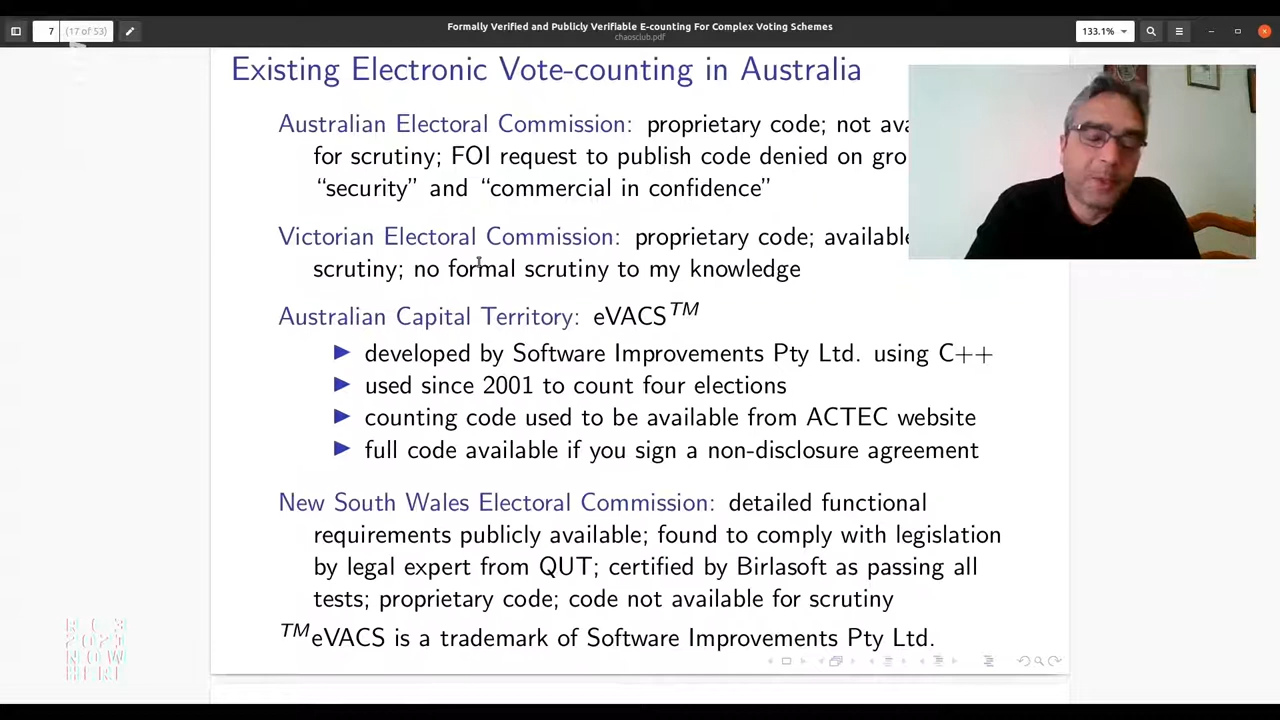 Formally Verified and Publicly Verifiable E-counting For Complex Voting Schemes
chaosclub.pdf
7 (17 of 53)
133.1%
Existing Electronic Vote-counting in Australia
Australian Electoral Commission: proprietary code; not
for scrutiny; FOI request to publish code denied on
“security” and “commercial in confidence”
Victorian Electoral Commission: proprietary code; available
scrutiny; no formal scrutiny to my knowledge
Australian Capital Territory: eVACS™
▶ developed by Software Improvements Pty Ltd. using C++
▶ used since 2001 to count four elections
▶ counting code used to be available from ACTEC website
▶ full code available if you sign a non-disclosure agreement
New South Wales Electoral Commission: detailed functional
requirements publicly available; found to comply with legislation
by legal expert from QUT; certified by Birlasoft as passing all
tests; proprietary code; code not available for scrutiny
™eVACS is a trademark of Software Improvements Pty Ltd.